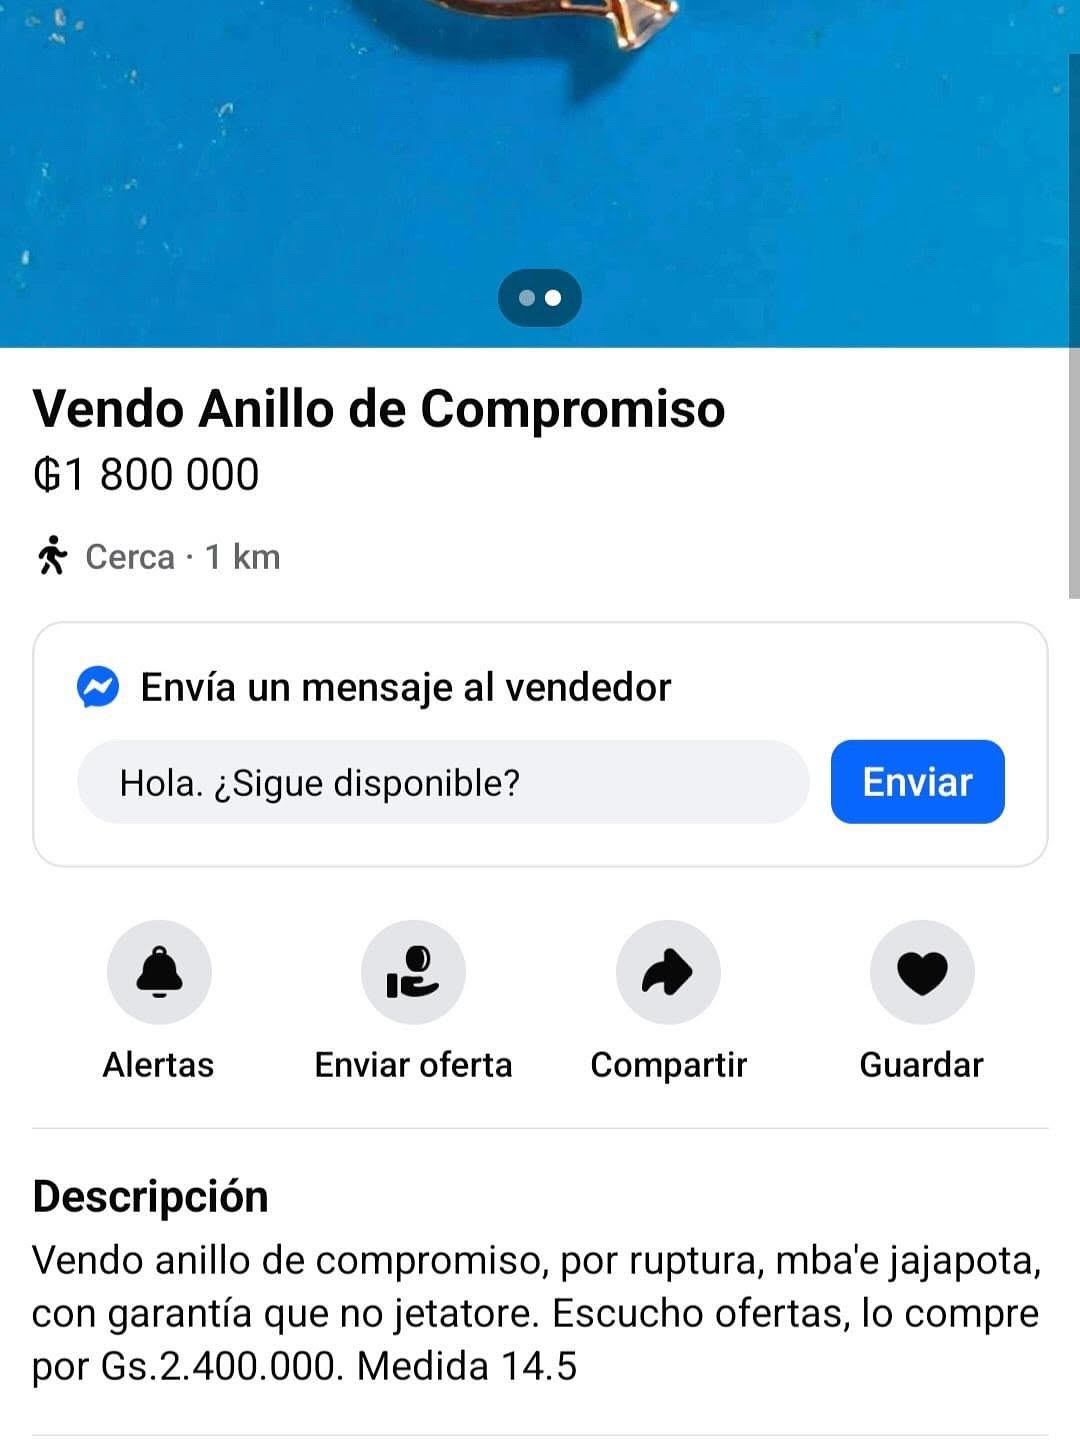 Vendo Anillo de Compromiso
₲1 800 000
Cerca · 1 km
Envía un mensaje al vendedor
Hola. ¿Sigue disponible?
Enviar
Alertas
Enviar oferta
Compartir
Guardar
Descripción
Vendo anillo de compromiso, por ruptura, mba'e jajapota,
con garantía que no jetatore. Escucho ofertas, lo compre
por Gs.2.400.000. Medida 14.5